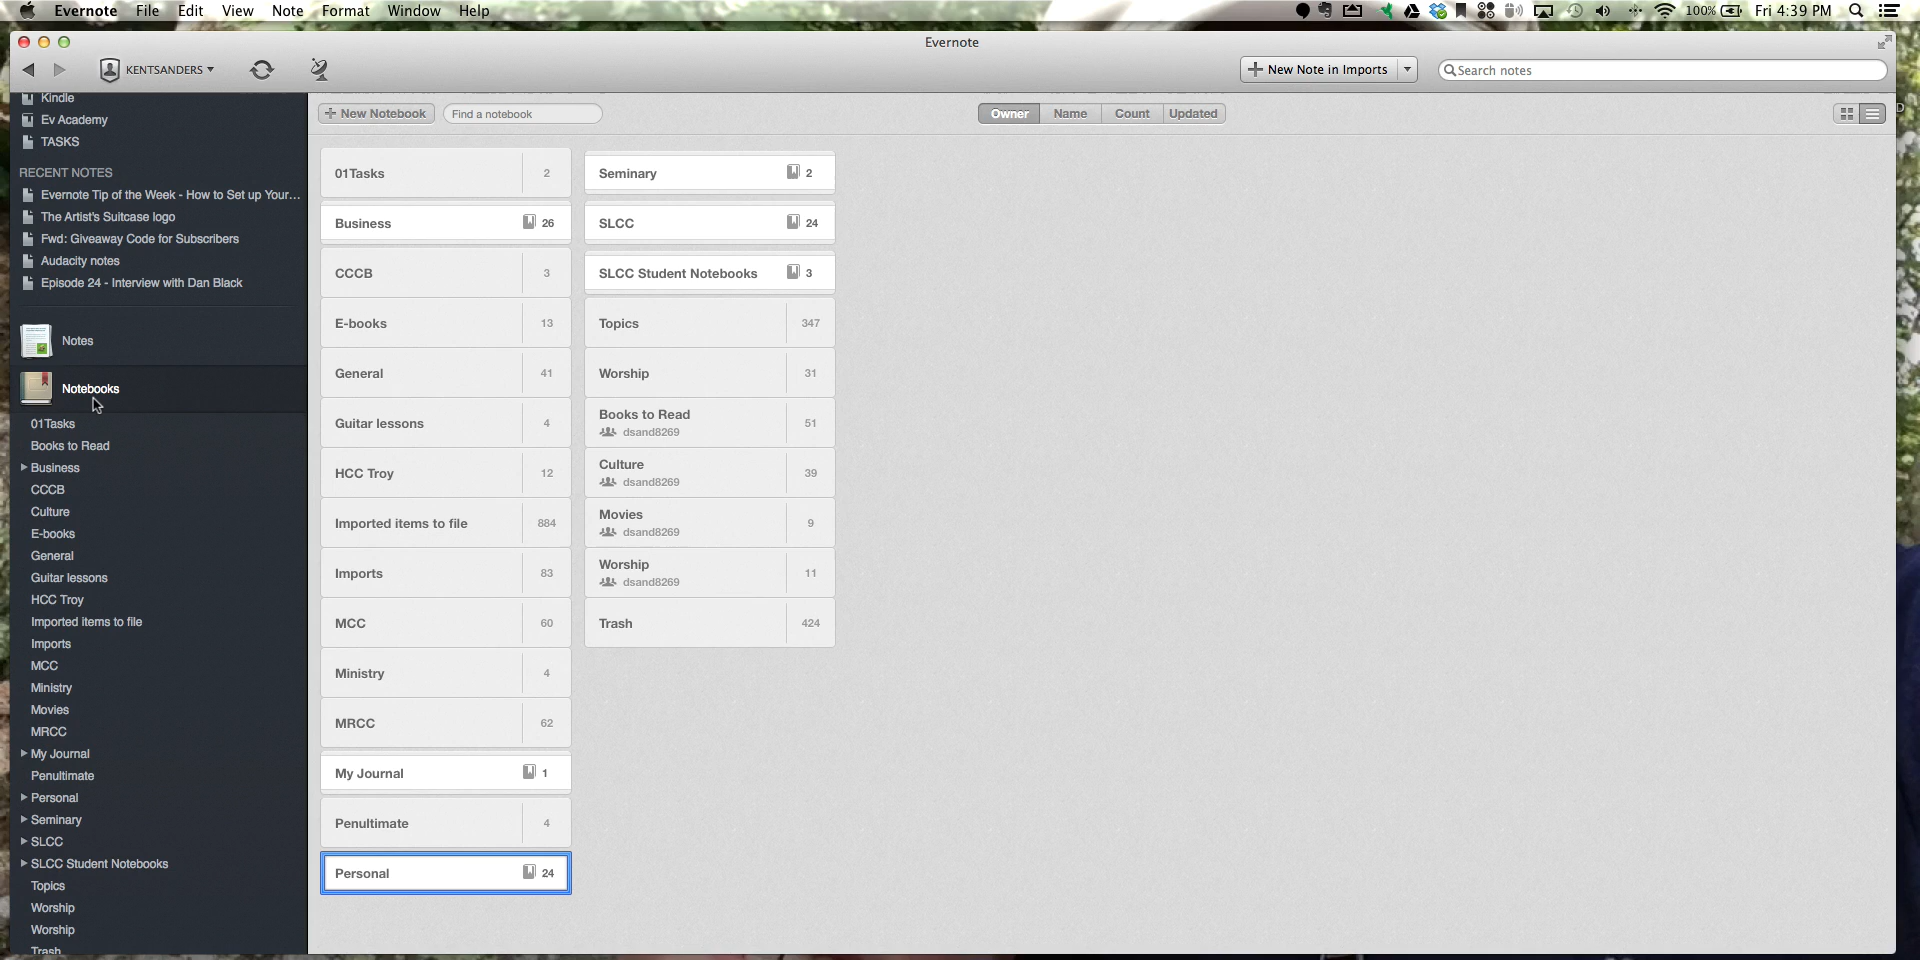 Evernote File Edit View Note Format Window Help
100% Fri 4:39 PM
Evernote
KENTSANDERS
New Note in Imports
Search notes
Kindle
Ev Academy
TASKS
RECENT NOTES
Evernote Tip of the Week - How to Set up Your...
The Artist's Suitcase logo
Fwd: Giveaway Code for Subscribers
Audacity notes
Episode 24 - Interview with Dan Black
Notes
Notebooks
01Tasks
Books to Read
Business
CCCB
Culture
E-books
General
Guitar lessons
HCC Troy
Imported items to file
Imports
MCC
Ministry
Movies
MRCC
My Journal
Penultimate
Personal
Seminary
SLCC
SLCC Student Notebooks
Topics
Worship
Worship
Trash
New Notebook
Find a notebook
Owner Name Count Updated
01Tasks 2
Business 26
CCCB 3
E-books 13
General 41
Guitar lessons 4
HCC Troy 12
Imported items to file 884
Imports 83
MCC 60
Ministry 4
MRCC 62
My Journal 1
Penultimate 4
Personal 24
Seminary 2
SLCC 24
SLCC Student Notebooks 3
Topics 347
Worship 31
Books to Read 51
dsand8269
Culture 39
dsand8269
Movies 9
dsand8269
Worship 11
dsand8269
Trash 424